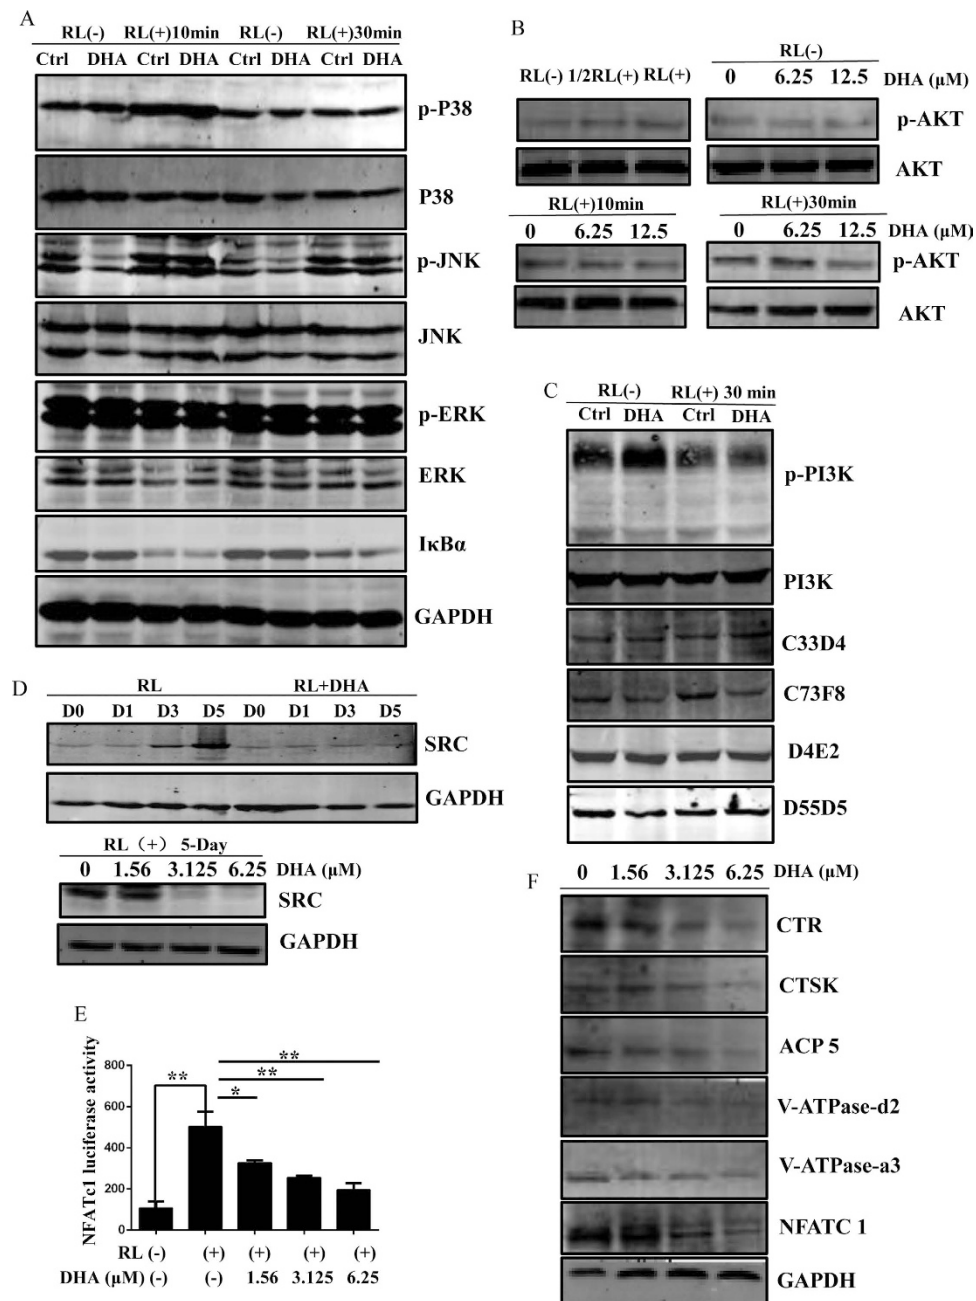 A
RL(-) RL(+)10min RL(-) RL(+)30min
Ctrl DHA Ctrl DHA Ctrl DHA Ctrl DHA
p-P38
P38
p-JNK
JNK
p-ERK
ERK
IκBα
GAPDH
B
RL(-) 1/2RL(+) RL(+)
RL(-)
0 6.25 12.5 DHA (μM)
p-AKT
AKT
RL(+)10min
0 6.25 12.5
RL(+)30min
0 6.25 12.5 DHA (μM)
p-AKT
AKT
C
RL(-) RL(+) 30 min
Ctrl DHA Ctrl DHA
p-PI3K
PI3K
C33D4
C73F8
D4E2
D55D5
D
RL RL+DHA
D0 D1 D3 D5 D0 D1 D3 D5
SRC
GAPDH
RL (+) 5-Day
0 1.56 3.125 6.25 DHA (μM)
SRC
GAPDH
E
NFATc1 luciferase activity
800
600
400
200
0
**
**
**
*
RL (-) (+) (+) (+) (+)
DHA (μM) (-) (-) 1.56 3.125 6.25
F
0 1.56 3.125 6.25 DHA (μM)
CTR
CTSK
ACP 5
V-ATPase-d2
V-ATPase-a3
NFATC 1
GAPDH